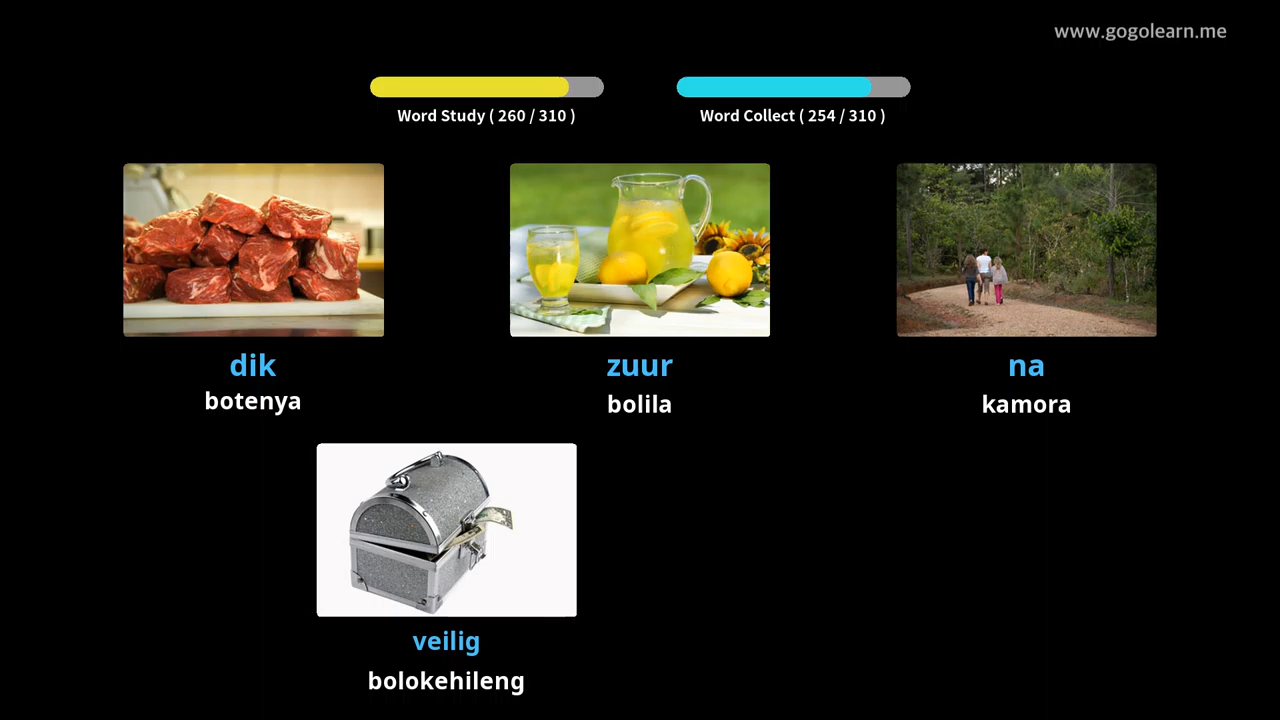 www.gogolearn.me
Word Study ( 260 / 310 )
Word Collect ( 254 / 310 )
dik
botenya
zuur
bolila
na
kamora
veilig
bolokehileng